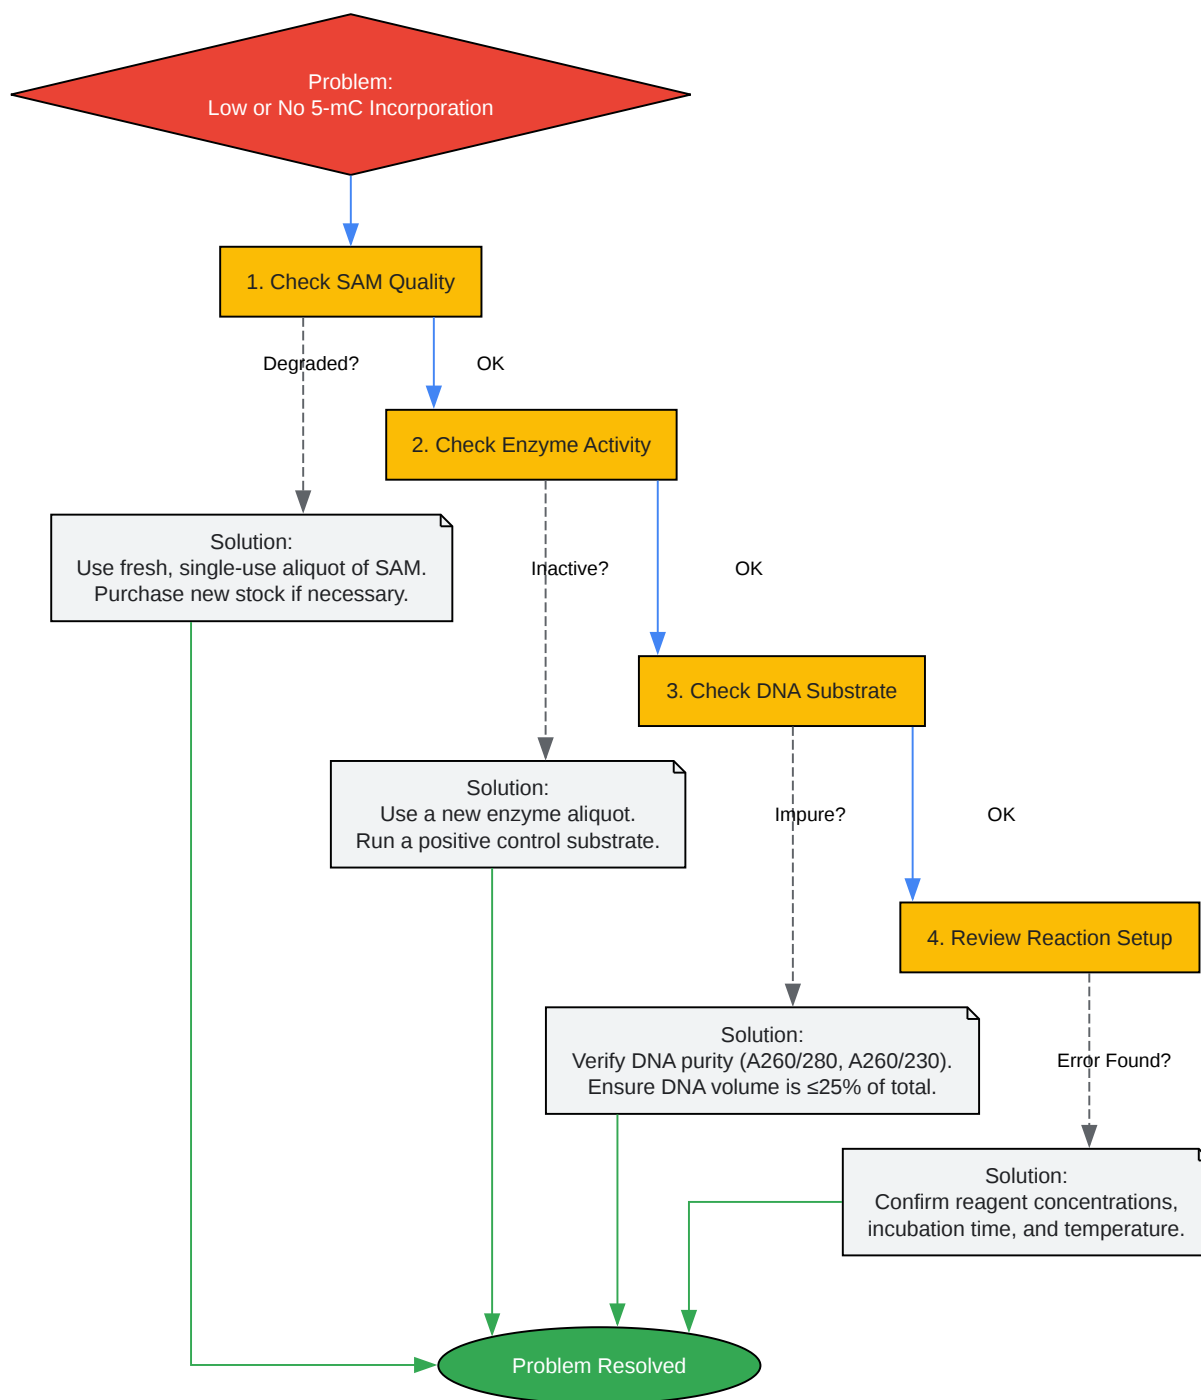 Problem:
Low or No 5-mC Incorporation
1. Check SAM Quality
Degraded?
OK
2. Check Enzyme Activity
Solution:
Use fresh, single-use aliquot of SAM.
Purchase new stock if necessary.
Inactive?
OK
3. Check DNA Substrate
Solution:
Use a new enzyme aliquot.
Run a positive control substrate.
Impure?
OK
4. Review Reaction Setup
Solution:
Verify DNA purity (A260/280, A260/230).
Ensure DNA volume is ≤25% of total.
Error Found?
Solution:
Confirm reagent concentrations,
incubation time, and temperature.
Problem Resolved